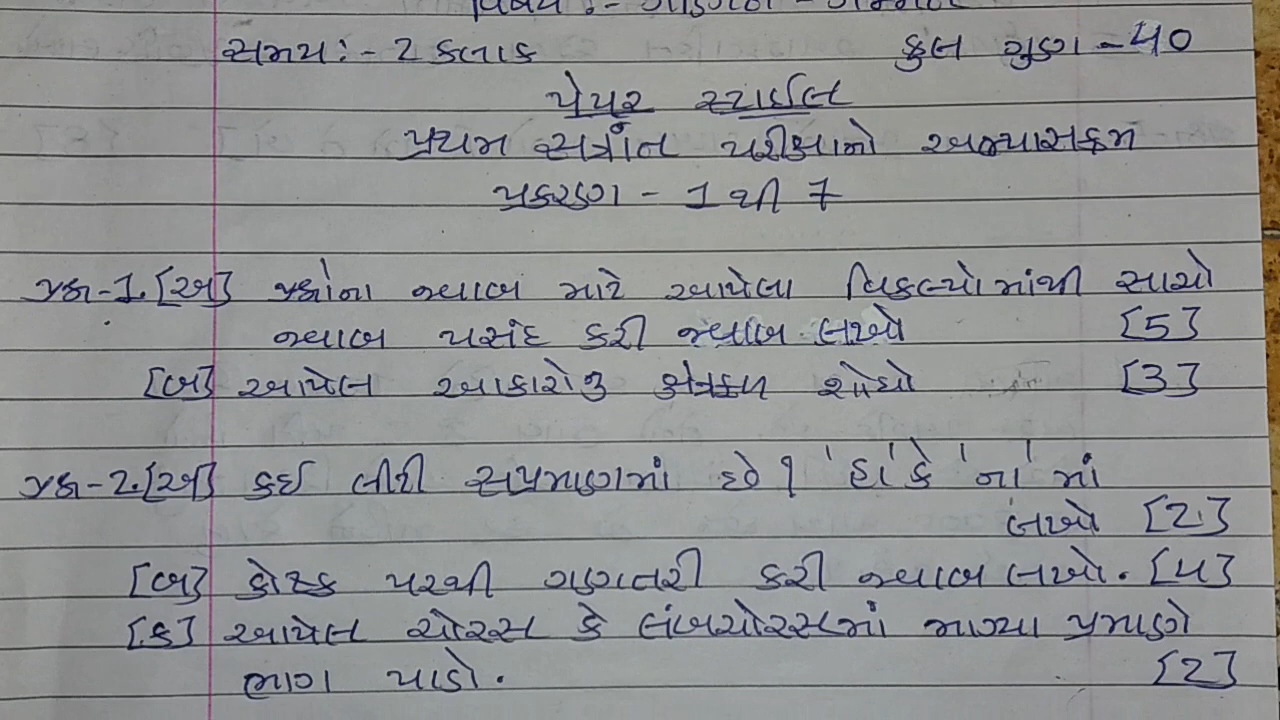 સમય:- 2 કલાક કુલ ગુણ - 40
પેપર સ્ટાઈલ
પ્રથમ સત્રાંત પરીક્ષાનો અભ્યાસક્રમ
પ્રકરણ - 1 થી 7
પ્રશ્ન-1.[અ] પ્રશ્નોના જવાબ માટે આપેલા વિકલ્પોમાંથી સાચો
જવાબ પસંદ કરી જવાબ લખો [5]
[બ] આપેલ આકારોનુ ક્ષેત્રફળ શોધો [3]
પ્રશ્ન-2.[અ] કઇ લીટી સપ્રમાણમાં છે ? 'હા' કે 'ના' માં
લખો [2]
[બ] કોષ્ટક પરથી ગણતરી કરી જવાબ લખો. [4]
[ક] આપેલ ચોરસ કે લંબચોરસમાં માગ્યા પ્રમાણે
ભાગ પાડો. [2]